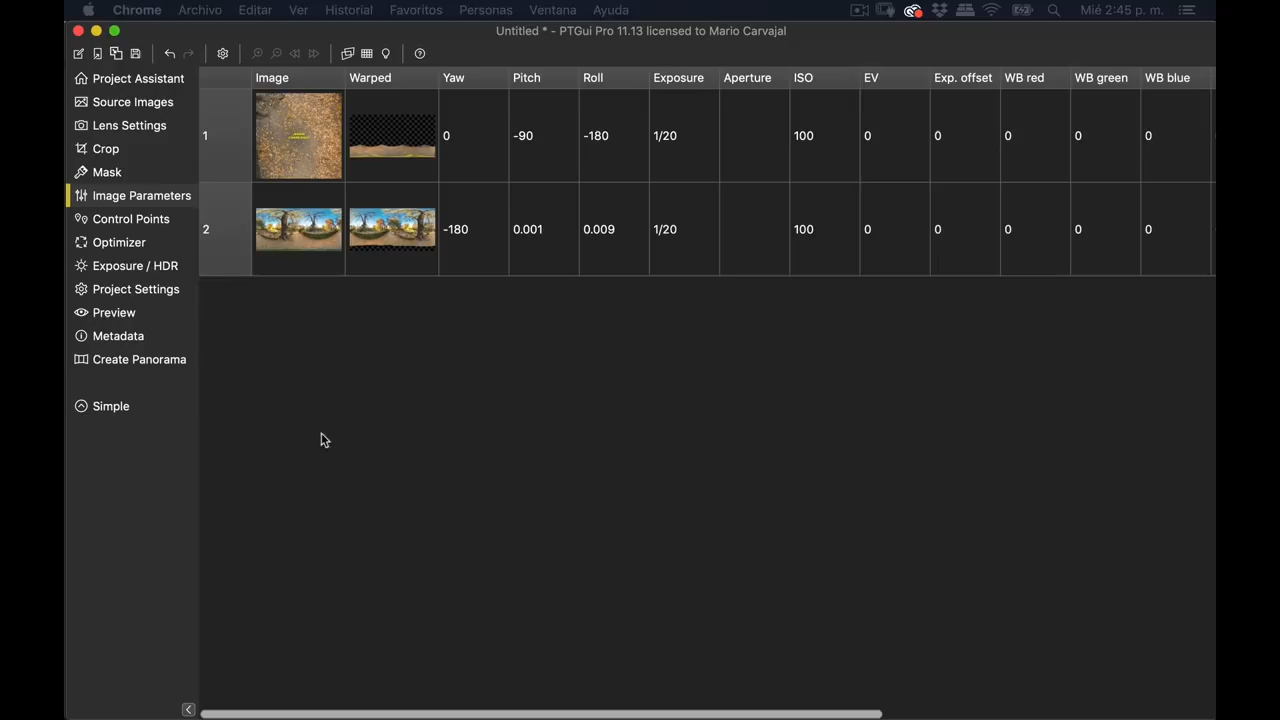 Chrome Archivo Editar Ver Historial Favoritos Personas Ventana Ayuda Mié 2:45 p. m.
Untitled * - PTGui Pro 11.13 licensed to Mario Carvajal
Project Assistant
Source Images
Lens Settings
Crop
Mask
Image Parameters
Control Points
Optimizer
Exposure / HDR
Project Settings
Preview
Metadata
Create Panorama
Simple
Image Warped Yaw Pitch Roll Exposure Aperture ISO EV Exp. offset WB red WB green WB blue
1 0 -90 -180 1/20 100 0 0 0 0 0
2 -180 0.001 0.009 1/20 100 0 0 0 0 0